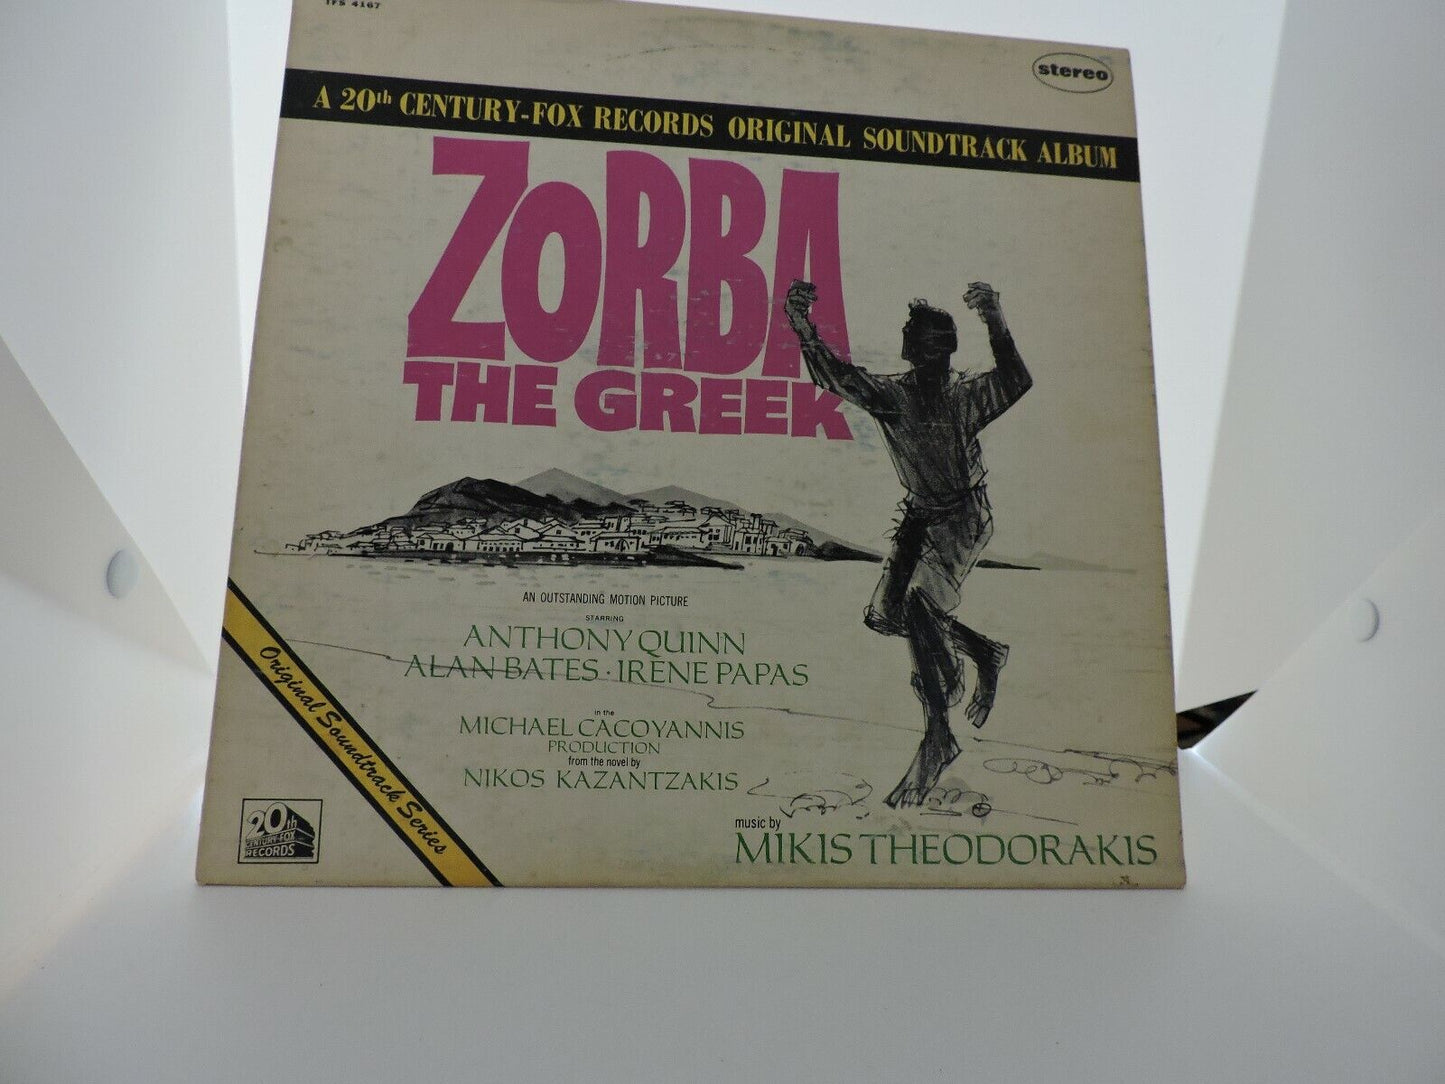 TFS 4167
stereo
A 20th CENTURY-FOX RECORDS ORIGINAL SOUNDTRACK ALBUM
ZORBA
THE GREEK
AN OUTSTANDING MOTION PICTURE
STARRING
ANTHONY QUINN
ALAN BATES · IRENE PAPAS
in the
MICHAEL CACOYANNIS
PRODUCTION
from the novel by
NIKOS KAZANTZAKIS
music by
MIKIS THEODORAKIS
Original Soundtrack Series
20th
CENTURY-FOX
RECORDS